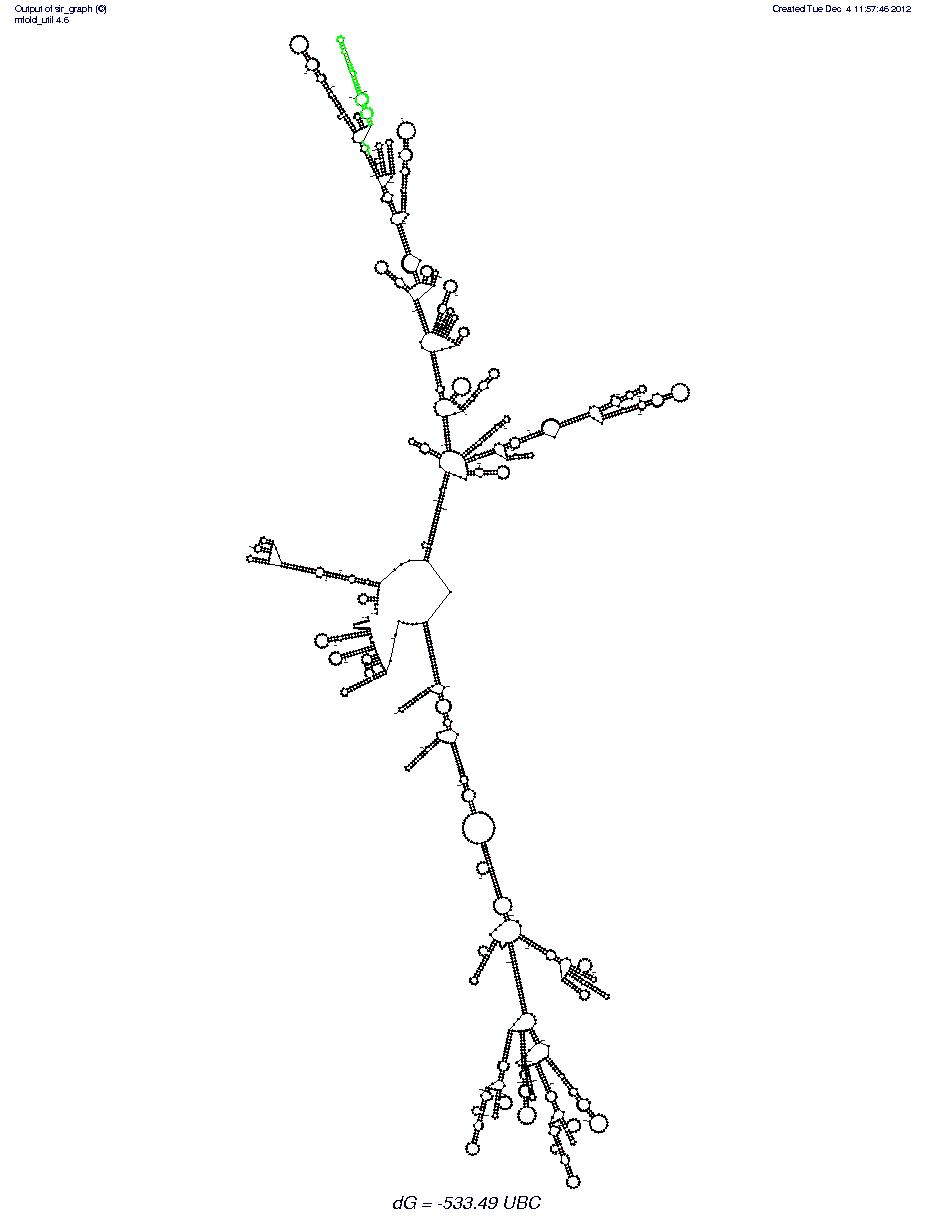 Output of sir_graph (©)
mfold_util 4.6
Created Tue Dec 4 11:57:46 2012
dG = -533.49 UBC